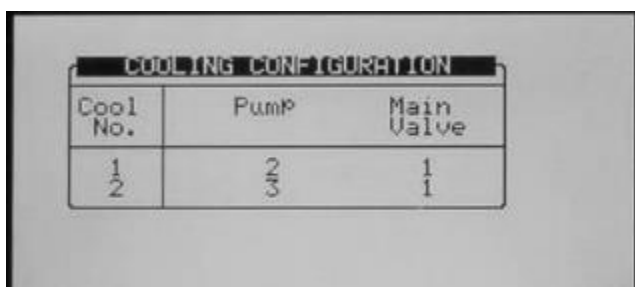 COOLING CONFIGURATION
Cool No. Pump Main Valve
1 2 1
2 3 1